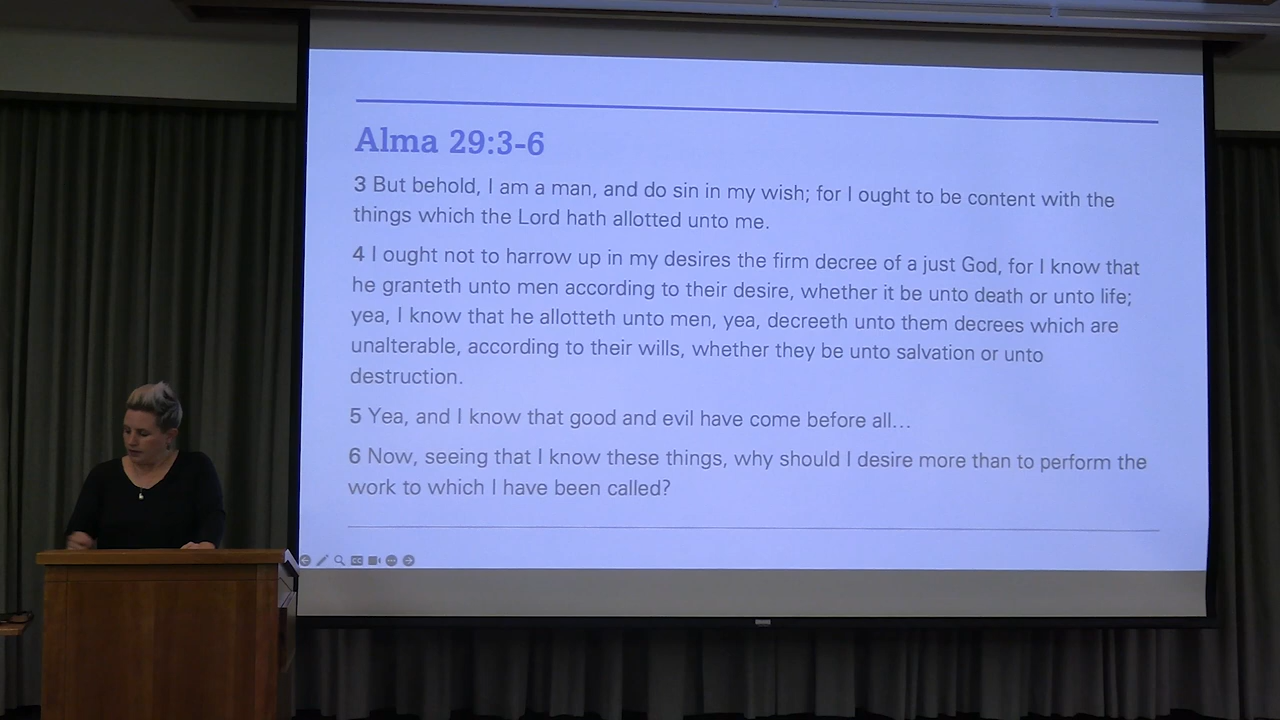 Alma 29:3-6
3 But behold, I am a man, and do sin in my wish; for I ought to be content with the
things which the Lord hath allotted unto me.
4 I ought not to harrow up in my desires the firm decree of a just God, for I know that
he granteth unto men according to their desire, whether it be unto death or unto life;
yea, I know that he allotteth unto men, yea, decreeth unto them decrees which are
unalterable, according to their wills, whether they be unto salvation or unto
destruction.
5 Yea, and I know that good and evil have come before all...
6 Now, seeing that I know these things, why should I desire more than to perform the
work to which I have been called?